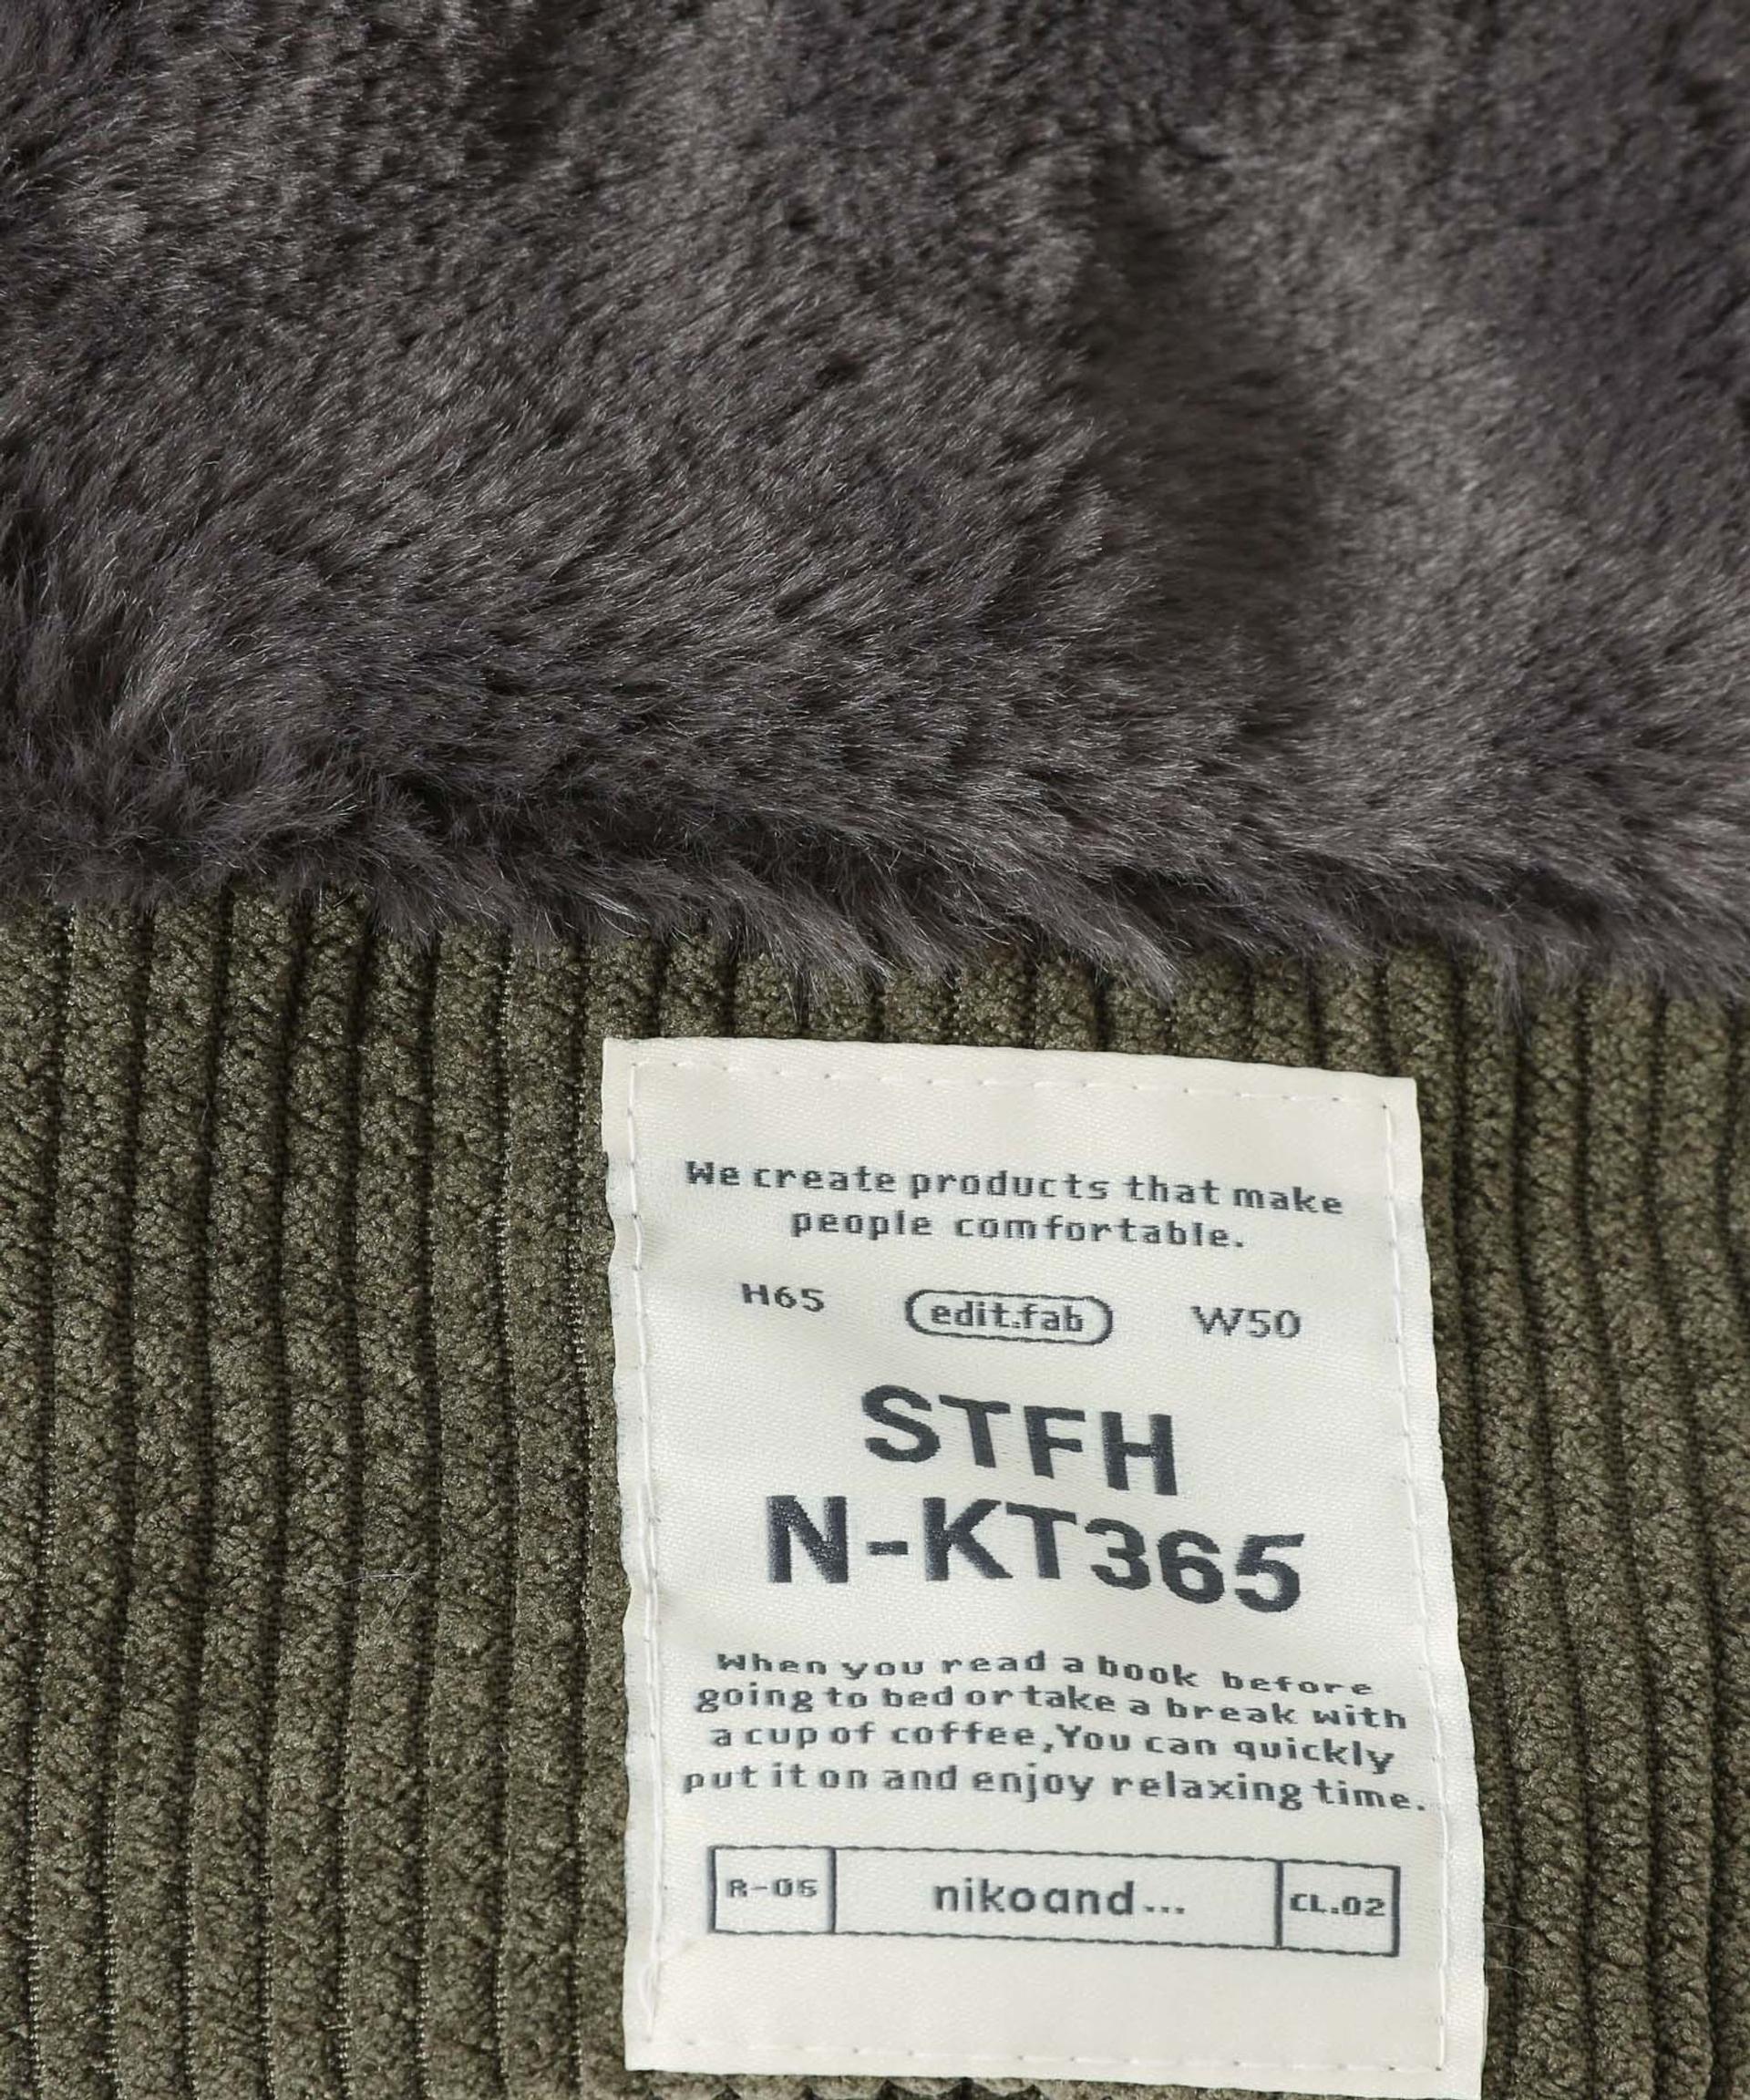 We create products that make
people comfortable.
H65 edit.fab W50
STFH
N-KT365
When you read a book before
going to bed or take a break with
a cup of coffee,You can quickly
put it on and enjoy relaxing time.
R-05 nikoand... CL.02